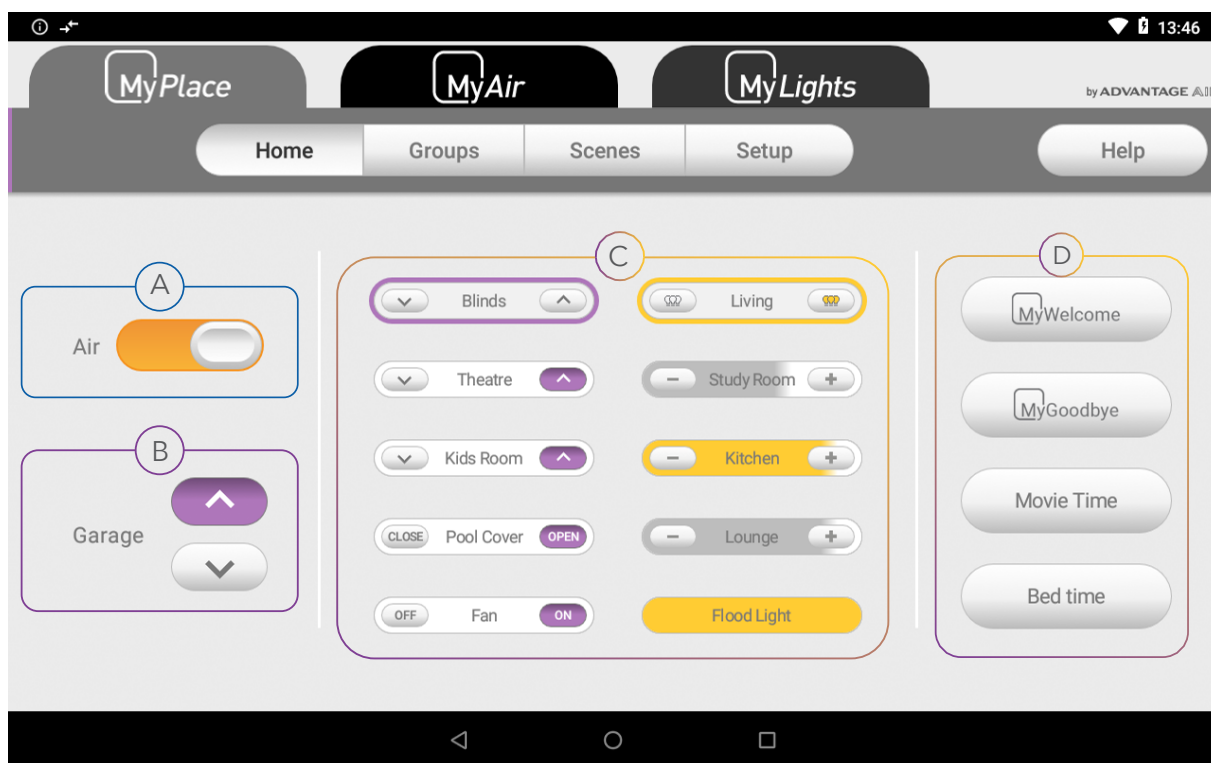 13:46
MyPlace
MyAir
MyLights
by ADVANTAGE AIR
Home
Groups
Scenes
Setup
Help
A
Air
B
Garage
C
Blinds
Living
Theatre
Study Room
Kids Room
Kitchen
CLOSE Pool Cover OPEN
Lounge
OFF Fan ON
Flood Light
D
MyWelcome
MyGoodbye
Movie Time
Bed time